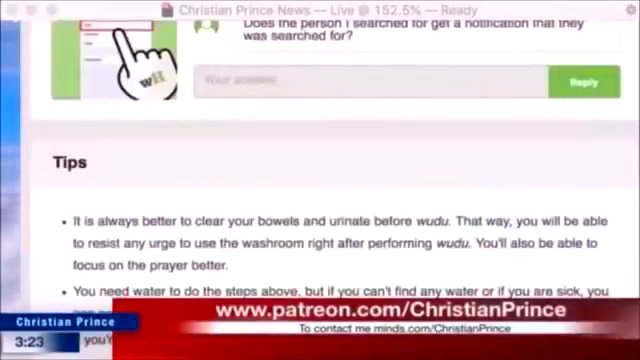 Christian Prince News — Live @ 152.5% — Ready
Does the person I searched for get a notification that they
was searched for?
wH
Your answer
Reply
Tips
• It is always better to clear your bowels and urinate before wudu. That way, you will be able
to resist any urge to use the washroom right after performing wudu. You'll also be able to
focus on the prayer better.
• You need water to do the steps above, but if you can't find any water or if you are sick, you
www.patreon.com/ChristianPrince
Christian Prince
To contact me minds.com/ChristianPrince
3:23